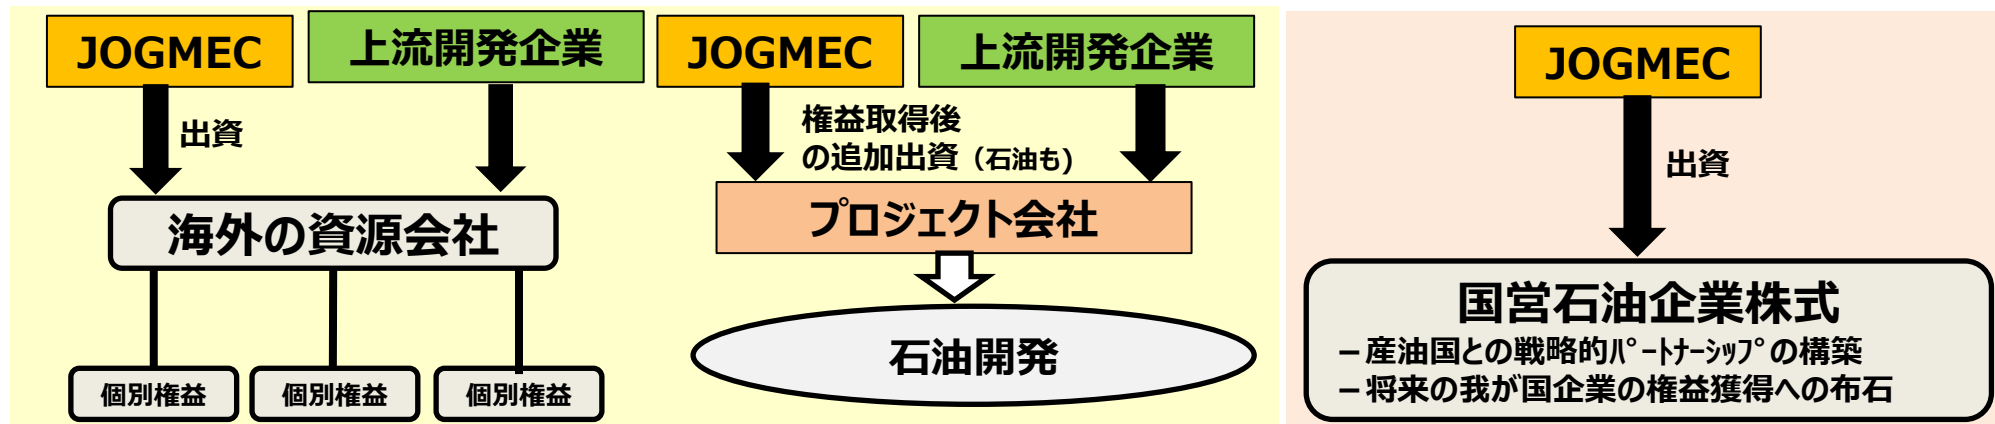 JOGMEC
上流開発企業
出資
海外の資源会社
個別権益
個別権益
個別権益
JOGMEC
上流開発企業
権益取得後
の追加出資（石油も)
プロジェクト会社
石油開発
JOGMEC
出資
国営石油企業株式
－産油国との戦略的ﾊﾟｰﾄﾅｰｼｯﾌﾟの構築
－将来の我が国企業の権益獲得への布石